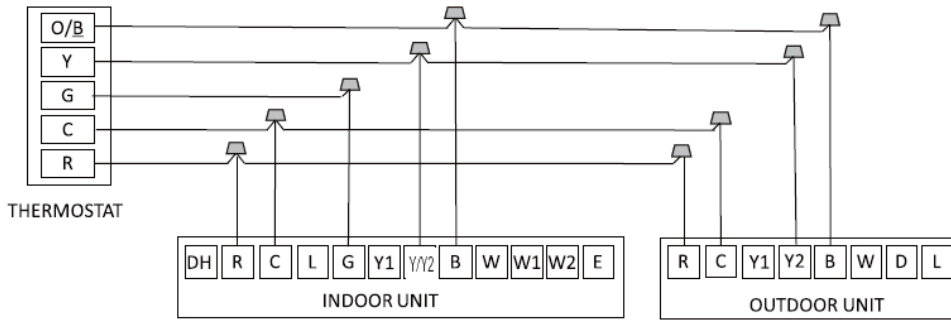 O/B
Y
G
C
R
THERMOSTAT
DH R C L G Y1 Y/Y2 B W W1 W2 E
INDOOR UNIT
R C Y1 Y2 B W D L
OUTDOOR UNIT